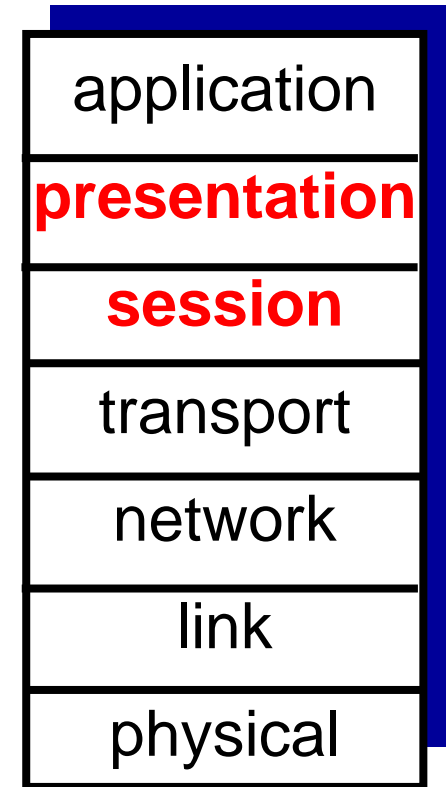 application
presentation
session
transport
network
link
physical